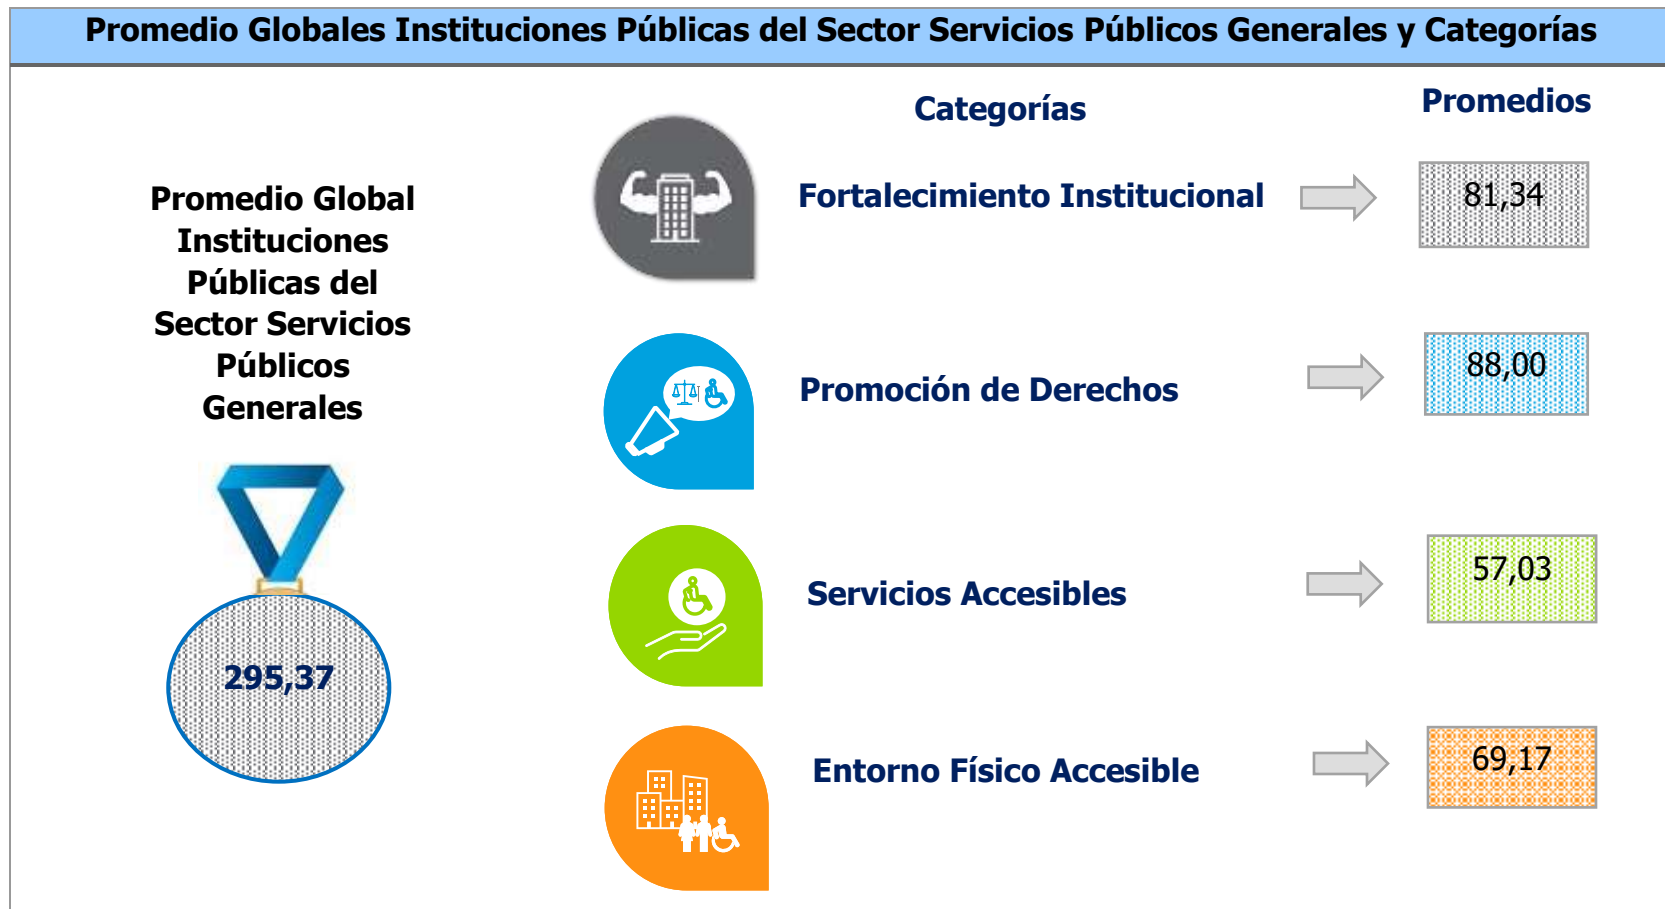 Promedio Globales Instituciones Públicas del Sector Servicios Públicos Generales y Categorías
Promedio Global
Instituciones
Públicas del
Sector Servicios
Públicos
Generales
295,37
Categorías
Promedios
Fortalecimiento Institucional
81,34
Promoción de Derechos
88,00
Servicios Accesibles
57,03
Entorno Físico Accesible
69,17